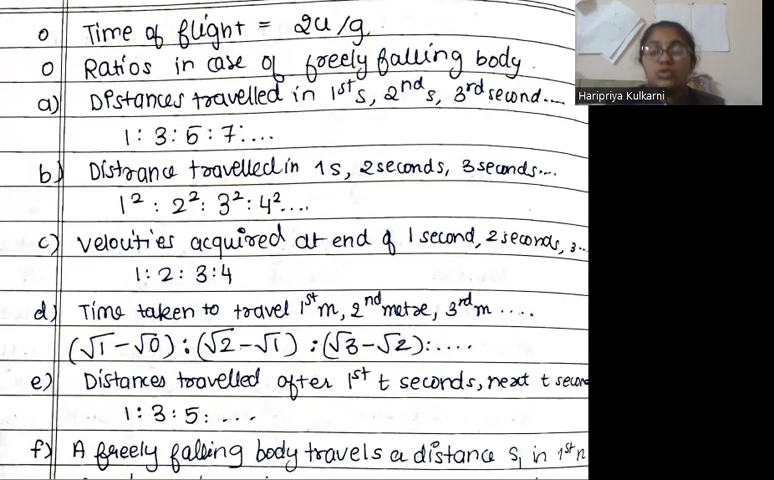 o Time of flight = 2u/g.
o Ratios in case of freely falling body.
a) Distances travelled in 1st s, 2nd s, 3rd second....
1 : 3 : 5 : 7 : ....
b) Distrance travelled in 1s, 2seconds, 3seconds...
1² : 2² : 3² : 4²....
c) Velouties acquired at end of 1 second, 2 seconds, 3..
1 : 2 : 3 : 4
d) Time taken to travel 1st m, 2nd metre, 3rd m ....
(√1 - √0) : (√2 - √1) : (√3 - √2) : ....
e) Distances travelled after 1st t seconds, next t secon
1 : 3 : 5 : ....
f) A freely falling body travels a distance S₁ in 1st n
Haripriya Kulkarni